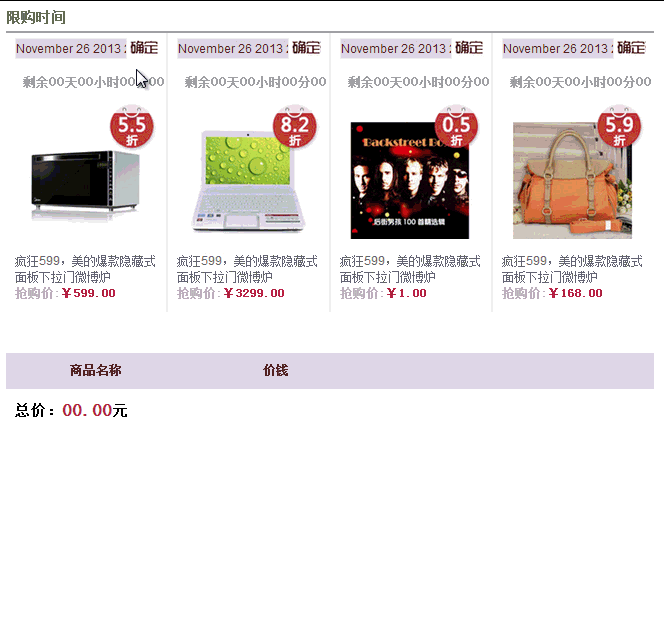 限购时间
November 26 2013 确定
November 26 2013 确定
November 26 2013 确定
November 26 2013 确定
剩余00天00小时00分00
剩余00天00小时00分00
剩余00天00小时00分00
剩余00天00小时00分00
5.5
折
8.2
折
0.5
折
5.9
折
Backstreet Bo
后街男孩 100 首精选辑
疯狂599，美的爆款隐藏式
面板下拉门微博炉
抢购价:￥599.00
疯狂599，美的爆款隐藏式
面板下拉门微博炉
抢购价:￥3299.00
疯狂599，美的爆款隐藏式
面板下拉门微博炉
抢购价:￥1.00
疯狂599，美的爆款隐藏式
面板下拉门微博炉
抢购价:￥168.00
商品名称 价钱
总价：00.00元